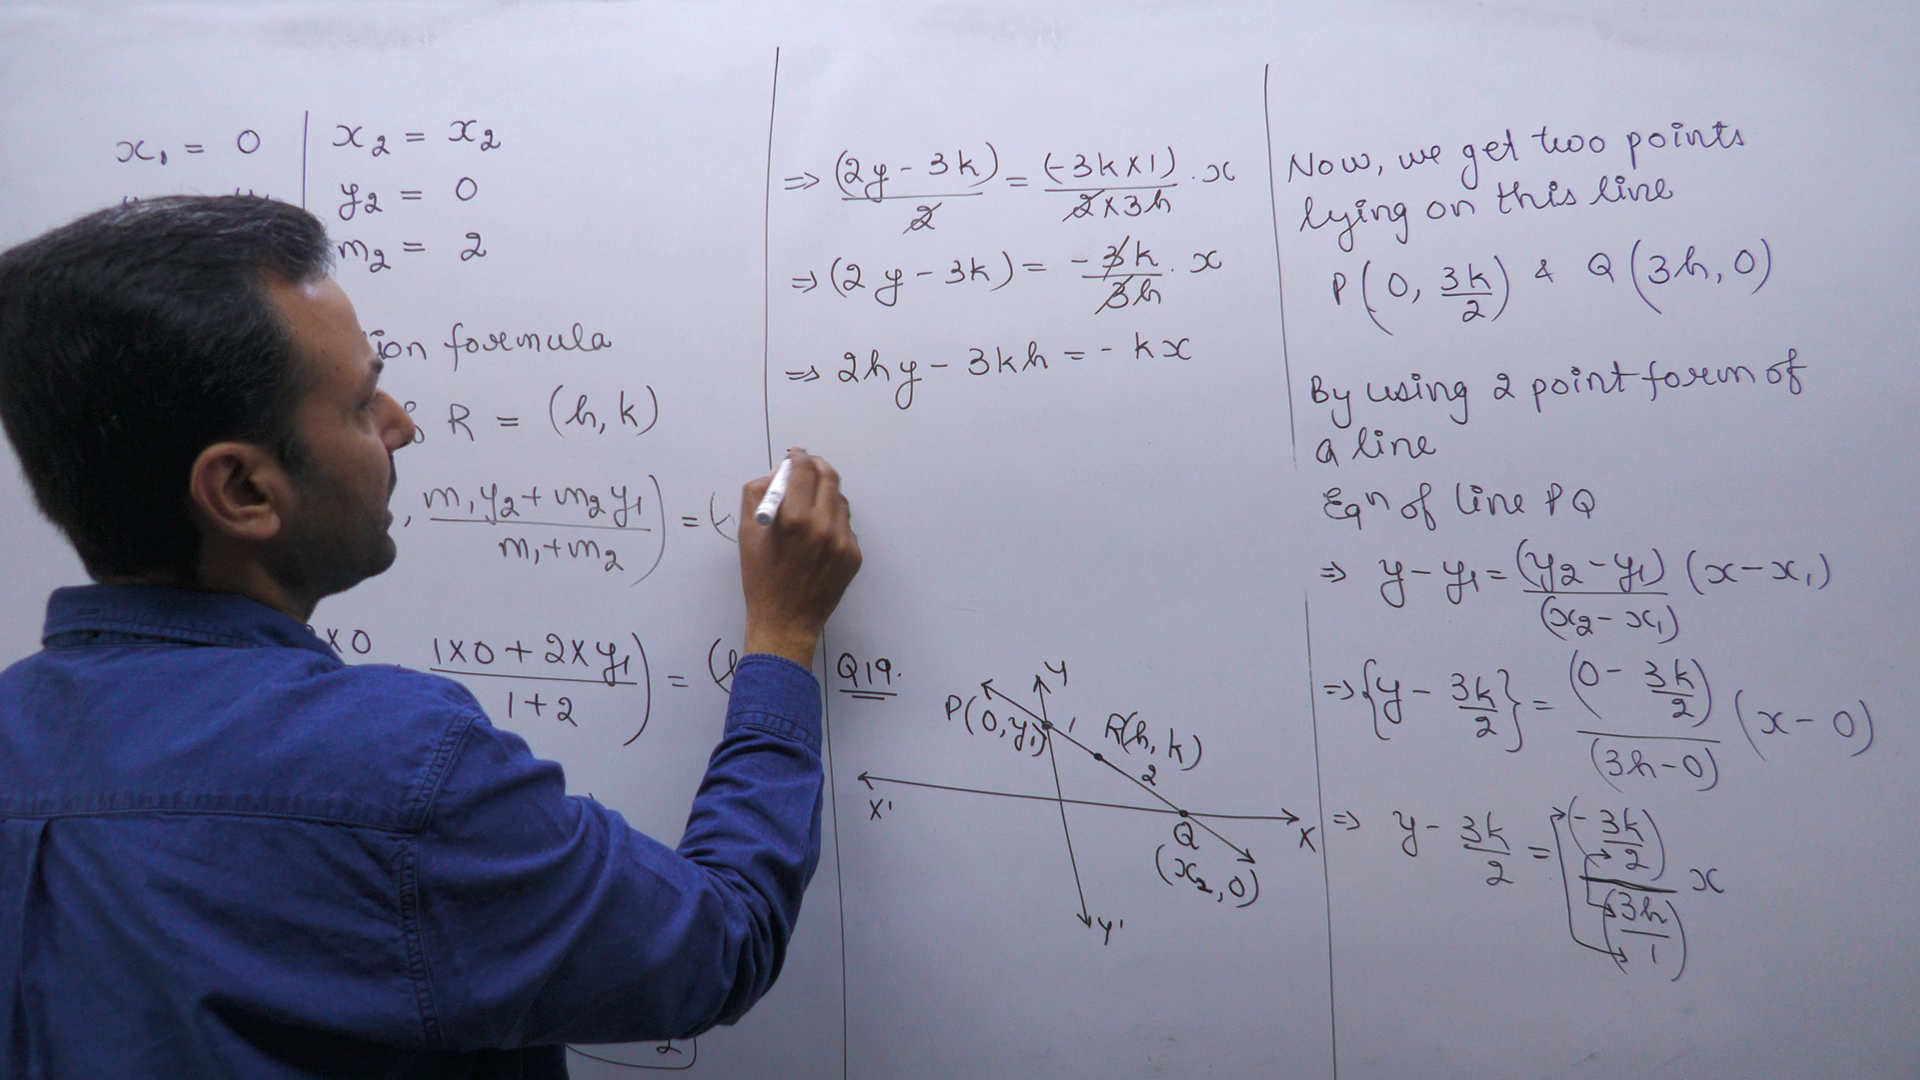 x₁ = 0 | x₂ = x₂
y₂ = 0
m₂ = 2
formula
R = (h, k)
, (m₁y₂ + m₂y₁)/(m₁ + m₂)) = (
×0 , (1×0 + 2×y₁)/(1+2)) = (
2
⇒ (2y - 3k)/2 = (-3k×1)/(2×3h) . x
⇒ (2y - 3k) = -3k/3h . x
⇒ 2hy - 3kh = - kx
Q19.
Y
P(0, y₁)
1
R(h, k)
2
X'
X
Q
(x₂, 0)
Y'
Now, we get two points
lying on this line
P(0, 3k/2) & Q(3h, 0)
By using 2 point form of
a line
Eqn of line PQ
⇒ y - y₁ = (y₂ - y₁)/(x₂ - x₁) (x - x₁)
⇒ {y - 3k/2} = (0 - 3k/2)/(3h - 0) (x - 0)
⇒ y - 3k/2 = (-3k/2)/(3h/1) x